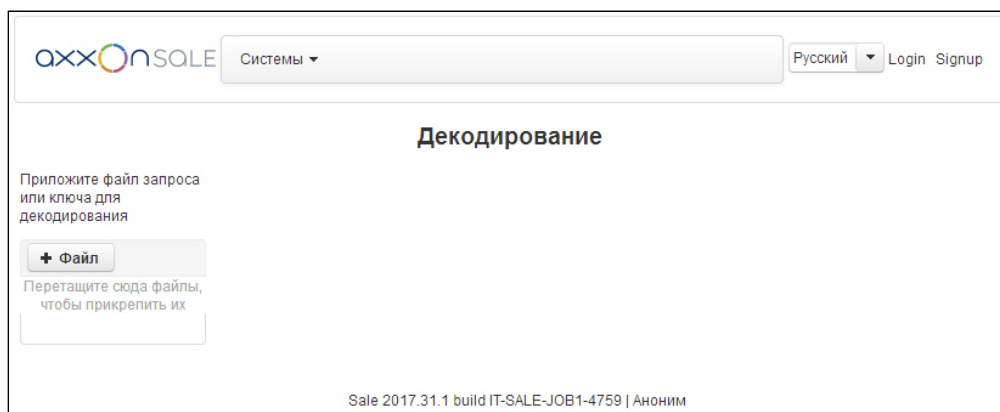 axxonsale
Системы
Русский Login Signup
Декодирование
Приложите файл запроса
или ключа для
декодирования
+ Файл
Перетащите сюда файлы,
чтобы прикрепить их
Sale 2017.31.1 build IT-SALE-JOB1-4759 | Аноним